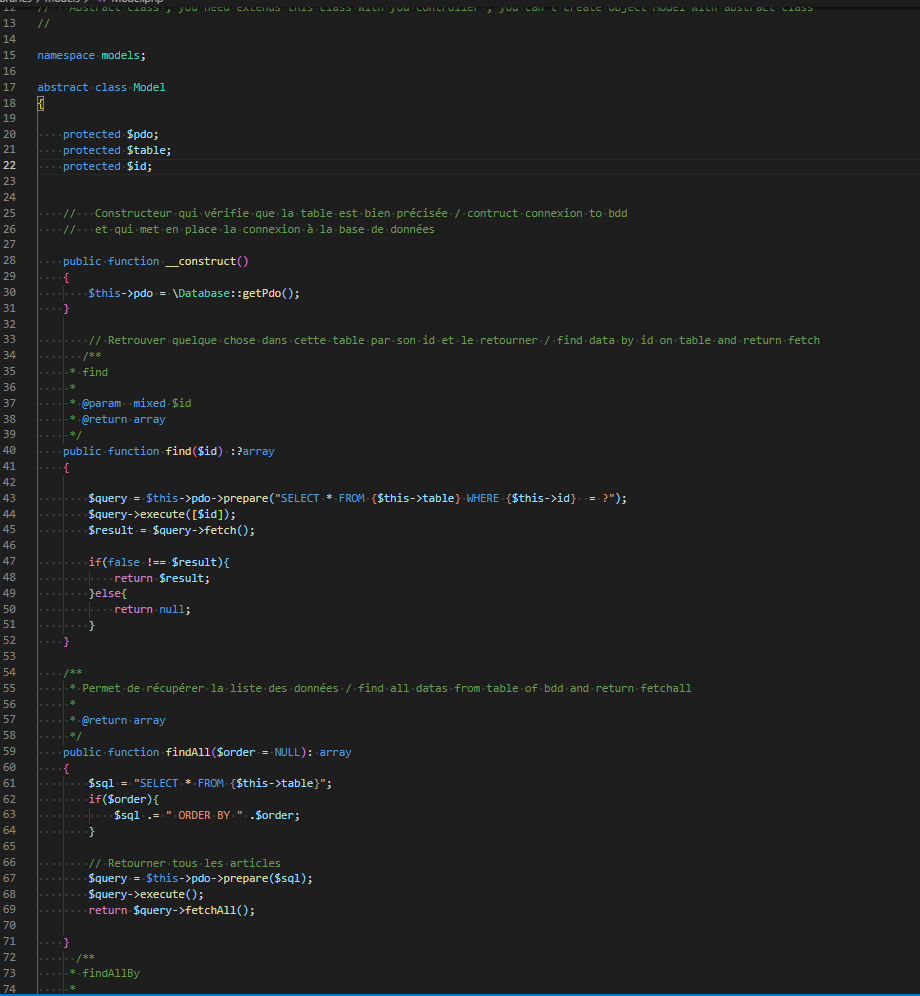 branches > models > Model.php
12 // Abstract class , you need extends this class with you controller , you can't create object Model with abstract class
13 //
14
15 namespace models;
16
17 abstract class Model
18 {
19
20 protected $pdo;
21 protected $table;
22 protected $id;
23
24
25 // Constructeur qui vérifie que la table est bien précisée / contruct connexion to bdd
26 // et qui met en place la connexion à la base de données
27
28 public function __construct()
29 {
30 $this->pdo = \Database::getPdo();
31 }
32
33 // Retrouver quelque chose dans cette table par son id et le retourner / find data by id on table and return fetch
34 /**
35 * find
36 *
37 * @param mixed $id
38 * @return array
39 */
40 public function find($id) :?array
41 {
42
43 $query = $this->pdo->prepare("SELECT * FROM {$this->table} WHERE {$this->id} = ?");
44 $query->execute([$id]);
45 $result = $query->fetch();
46
47 if(false !== $result){
48 return $result;
49 }else{
50 return null;
51 }
52 }
53
54 /**
55 * Permet de récupérer la liste des données / find all datas from table of bdd and return fetchall
56 *
57 * @return array
58 */
59 public function findAll($order = NULL): array
60 {
61 $sql = "SELECT * FROM {$this->table}";
62 if($order){
63 $sql .= " ORDER BY " .$order;
64 }
65
66 // Retourner tous les articles
67 $query = $this->pdo->prepare($sql);
68 $query->execute();
69 return $query->fetchAll();
70
71 }
72 /**
73 * findAllBy
74 *